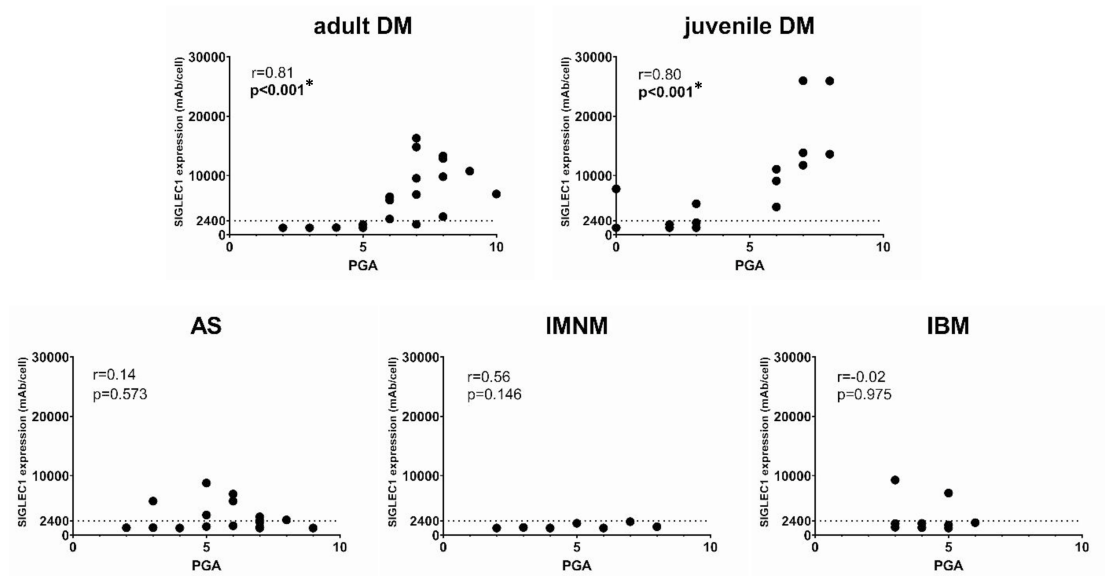 adult DM
SIGLEC1 expression (mAb/cell)
30000
20000
10000
2400
0
r=0.81
p<0.001*
0 5 10
PGA
juvenile DM
SIGLEC1 expression (mAb/cell)
30000
20000
10000
2400
0
r=0.80
p<0.001*
0 5 10
PGA
AS
SIGLEC1 expression (mAb/cell)
30000
20000
10000
2400
0
r=0.14
p=0.573
0 5 10
PGA
IMNM
SIGLEC1 expression (mAb/cell)
30000
20000
10000
2400
0
r=0.56
p=0.146
0 5 10
PGA
IBM
SIGLEC1 expression (mAb/cell)
30000
20000
10000
2400
0
r=-0.02
p=0.975
0 5 10
PGA